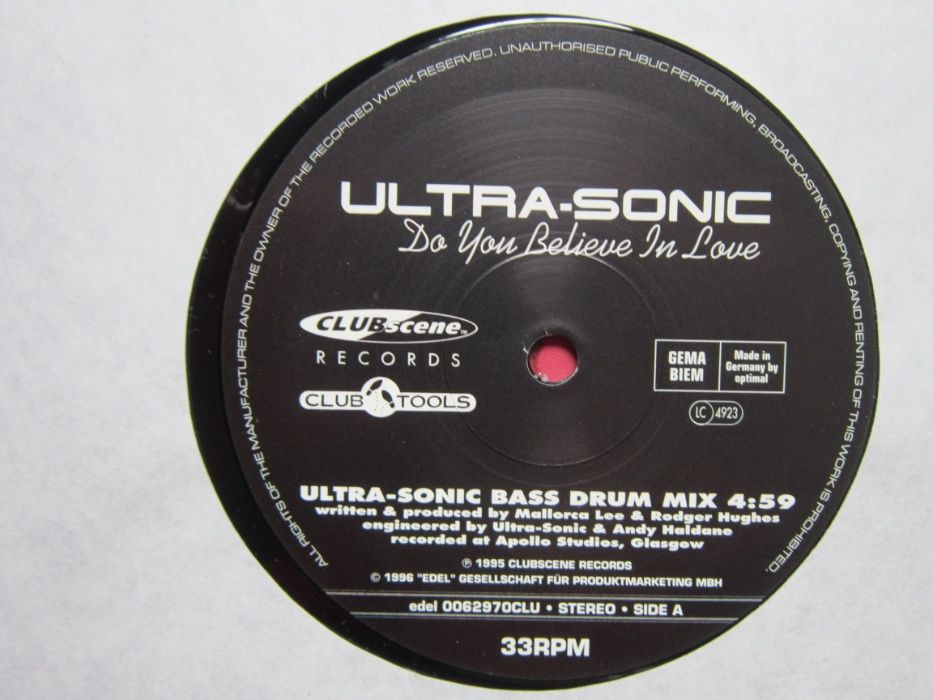 ALL RIGHTS OF THE MANUFACTURER AND THE OWNER OF THE RECORDED WORK RESERVED. UNAUTHORISED PUBLIC PERFORMING, BROADCASTING, COPYING AND RENTING OF THIS WORK IS PROHIBITED.
ULTRA-SONIC
Do You Believe In Love
CLUBscene™
RECORDS
CLUB TOOLS
GEMA
BIEM
Made in
Germany by
optimal
LC 4923
ULTRA-SONIC BASS DRUM MIX 4:59
written & produced by Mallorca Lee & Rodger Hughes
engineered by Ultra-Sonic & Andy Haldane
recorded at Apollo Studios, Glasgow
℗ 1995 CLUBSCENE RECORDS
© 1996 "EDEL" GESELLSCHAFT FÜR PRODUKTMARKETING MBH
edel 0062970CLU • STEREO • SIDE A
33RPM